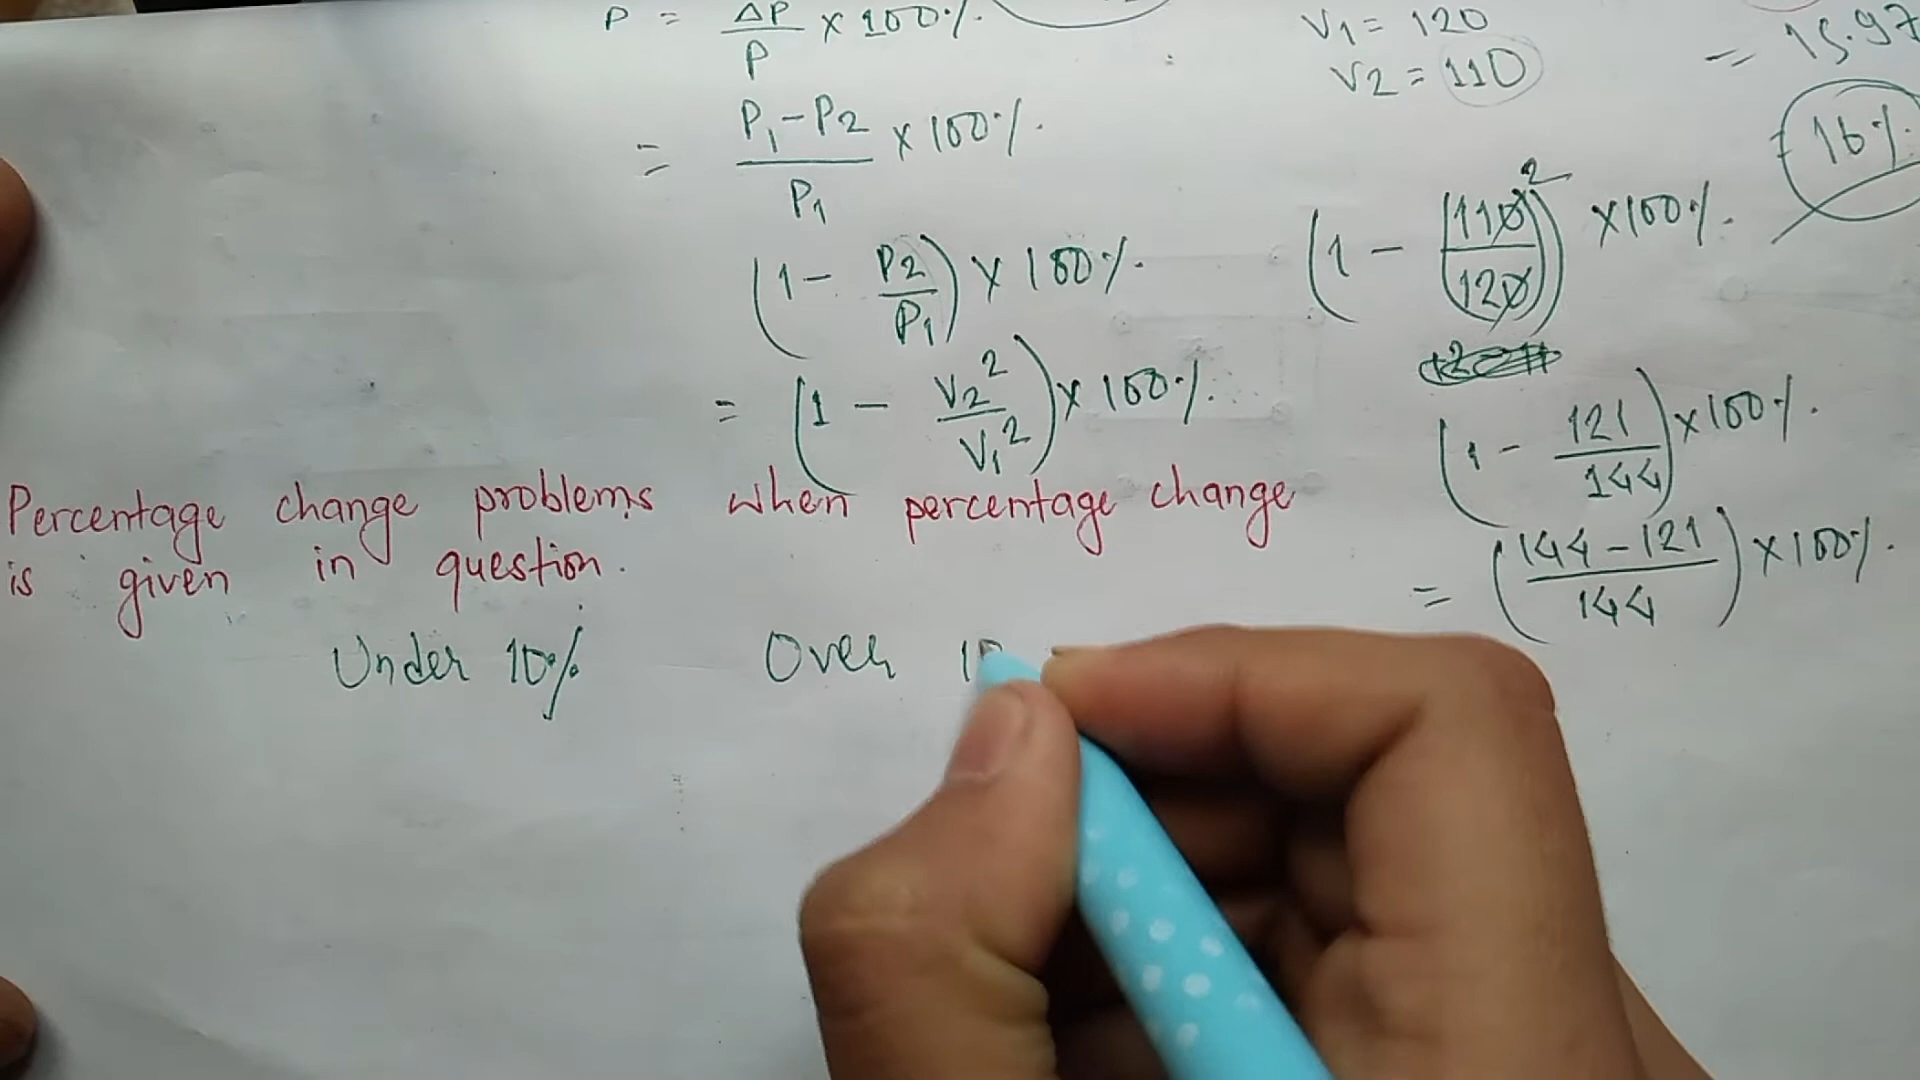 P = ΔP/P × 100%.
= P1 - P2 / P1 × 100%.
(1 - P2/P1) × 100%.
= (1 - V2²/V1²) × 100%.
V1 = 120
V2 = 110
(1 - (110/120)²) × 100%.
(1 - 121/144) × 100%.
= (144 - 121 / 144) × 100%.
= 15.97
= 16%.
Percentage change problems when percentage change
is given in question.
Under 10% Over